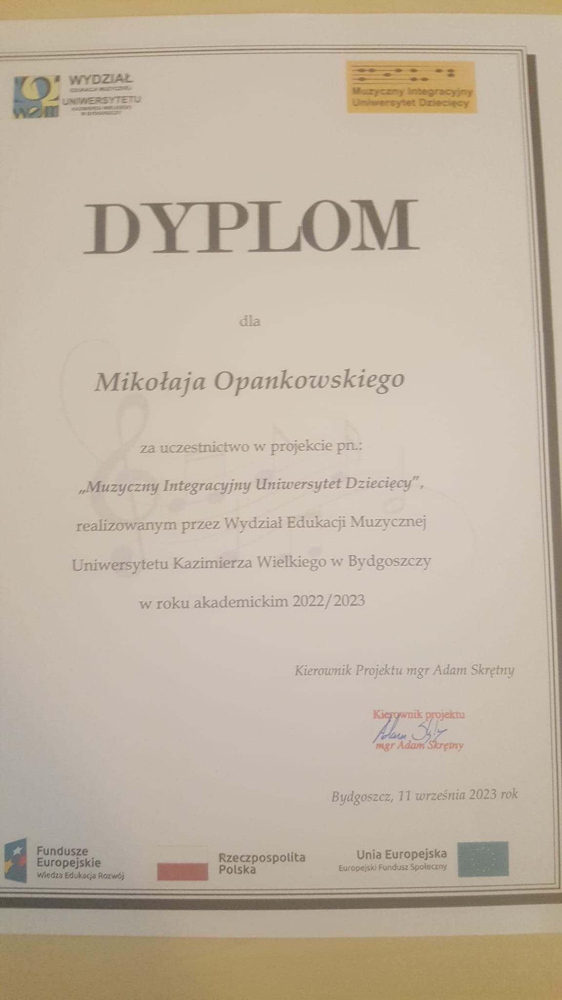 WYDZIAŁ
EDUKACJI MUZYCZNEJ
UNIWERSYTETU
KAZIMIERZA WIELKIEGO
W BYDGOSZCZY
Muzyczny Integracyjny
Uniwersytet Dziecięcy
DYPLOM
dla
Mikołaja Opankowskiego
za uczestnictwo w projekcie pn.:
„Muzyczny Integracyjny Uniwersytet Dziecięcy”,
realizowanym przez Wydział Edukacji Muzycznej
Uniwersytetu Kazimierza Wielkiego w Bydgoszczy
w roku akademickim 2022/2023
Kierownik Projektu mgr Adam Skrętny
Kierownik projektu
mgr Adam Skrętny
Bydgoszcz, 11 września 2023 rok
Fundusze
Europejskie
Wiedza Edukacja Rozwój
Rzeczpospolita
Polska
Unia Europejska
Europejski Fundusz Społeczny